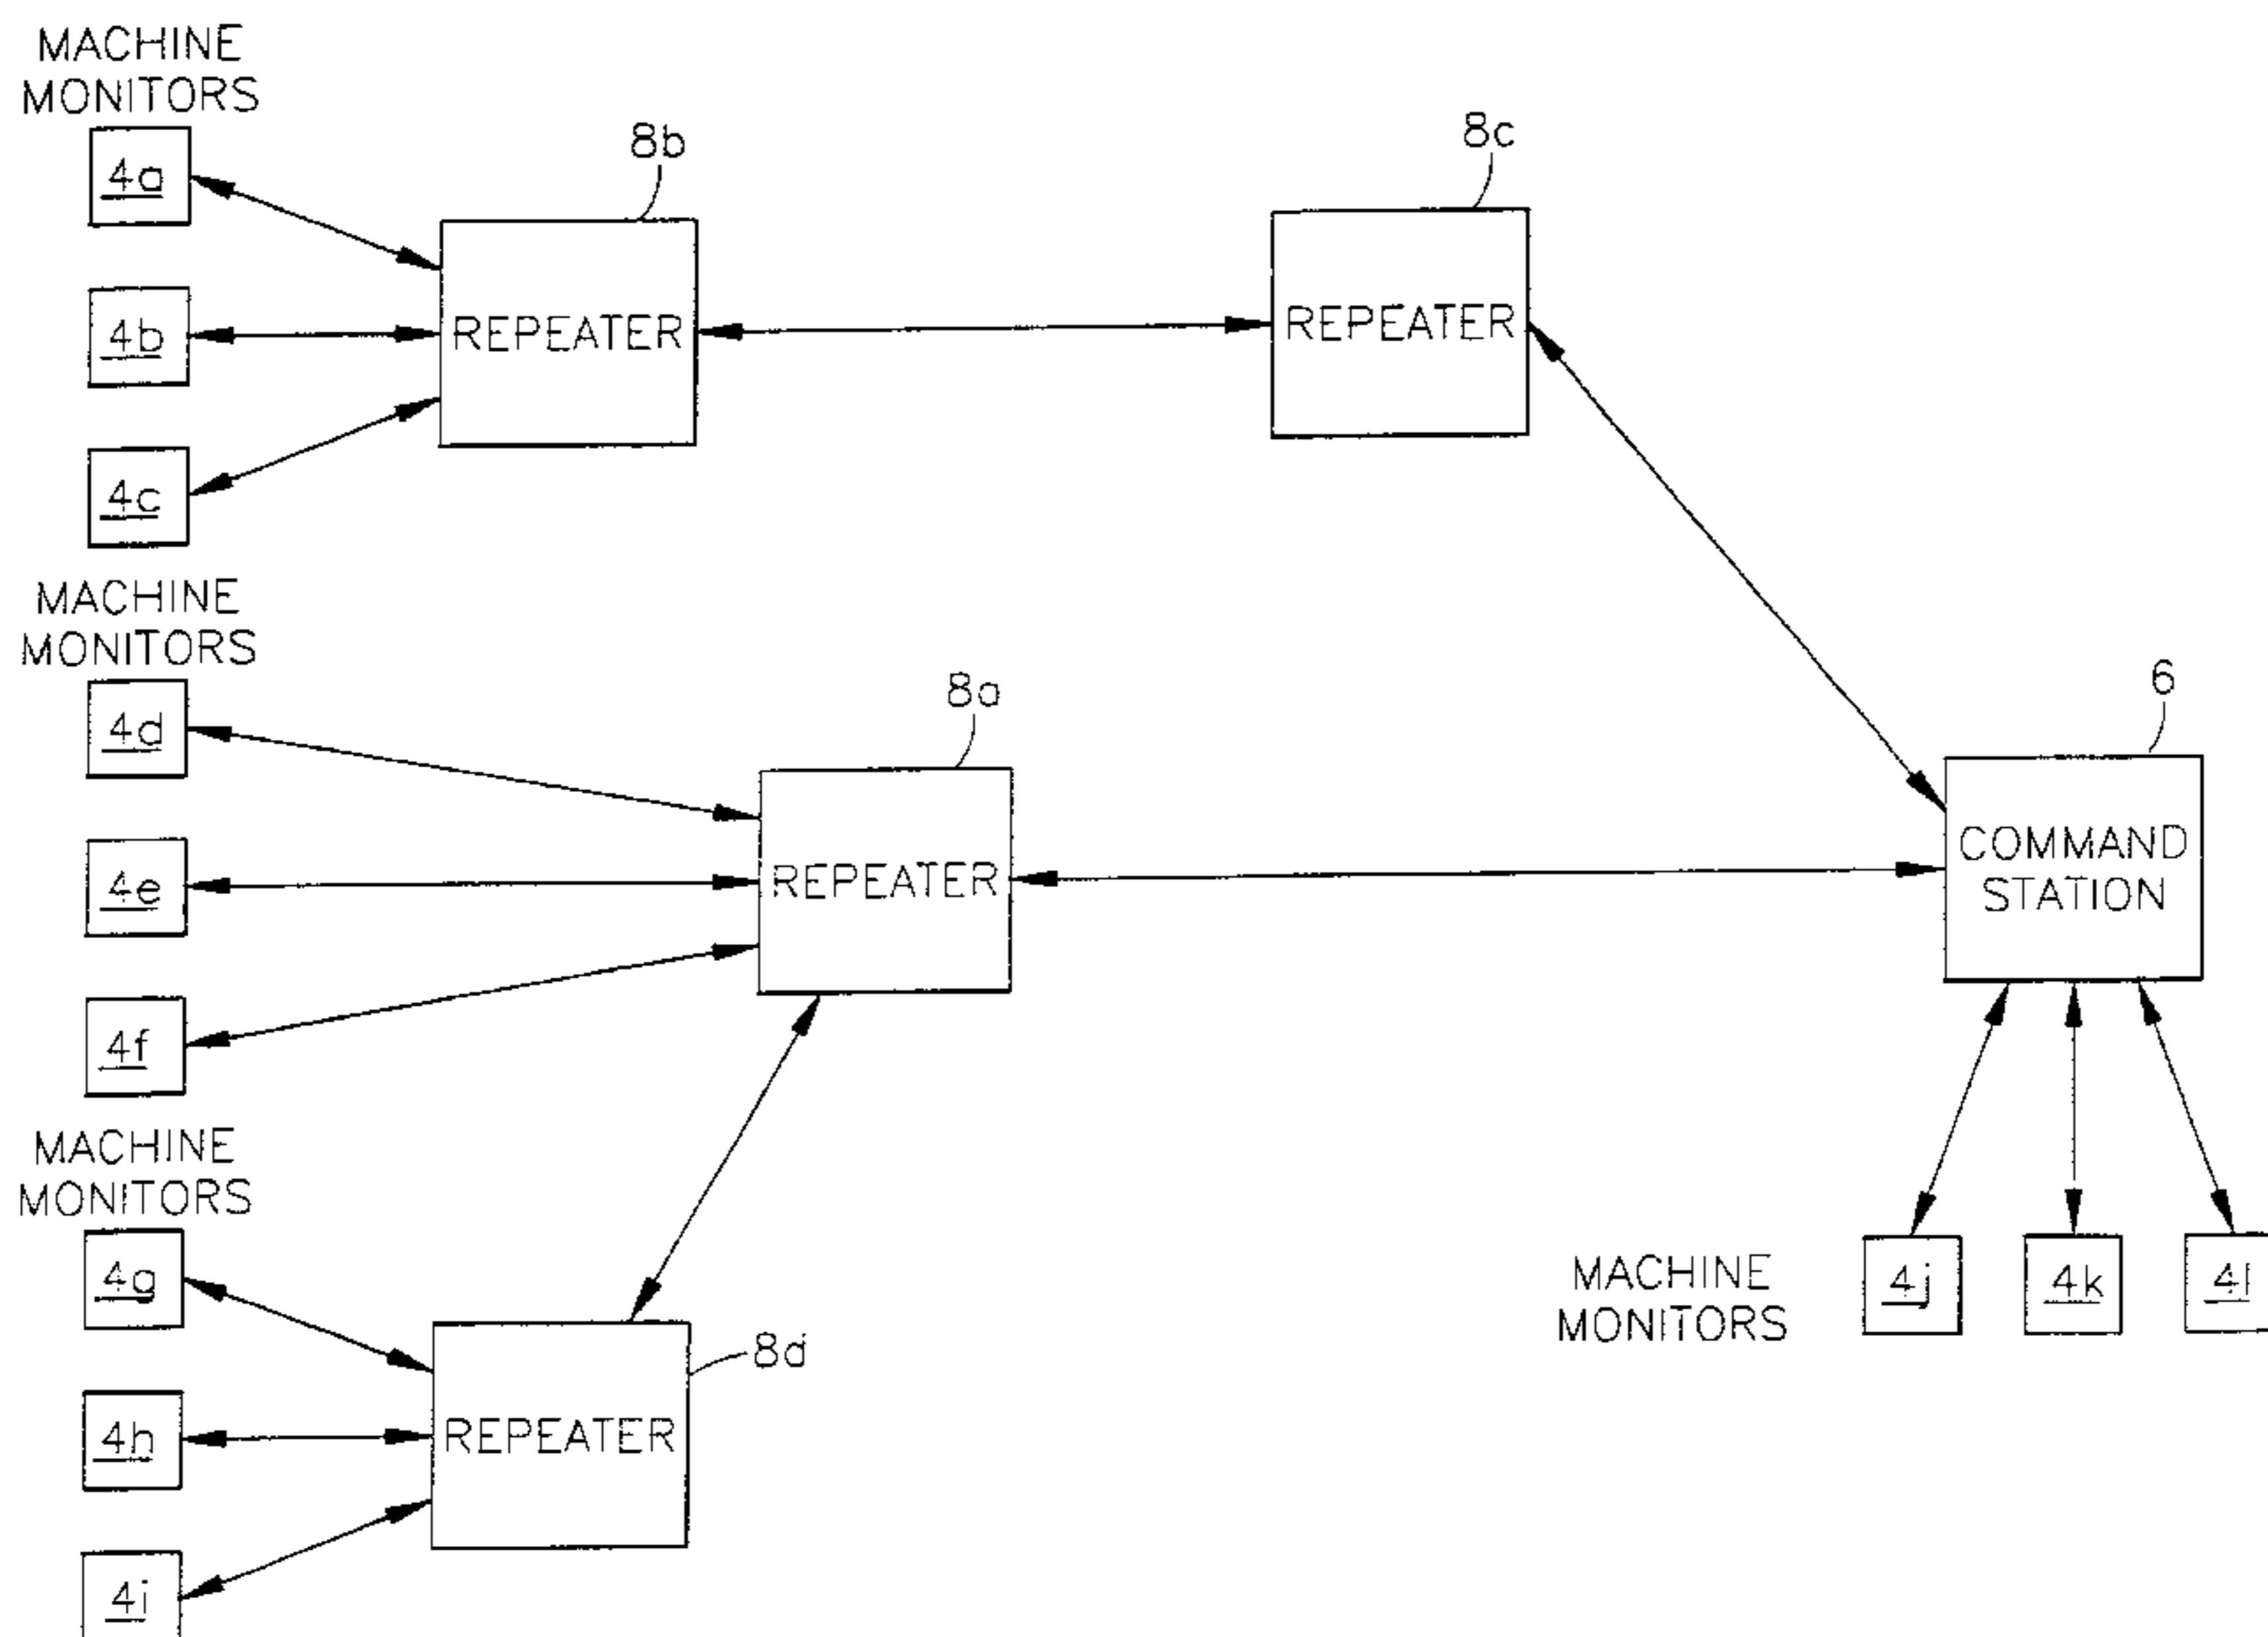 MACHINE
MONITORS
4a
4b
4c
8b
REPEATER
8c
REPEATER
MACHINE
MONITORS
4d
4e
4f
8a
REPEATER
6
COMMAND
STATION
MACHINE
MONITORS
4g
4h
4i
8d
REPEATER
MACHINE
MONITORS
4j
4k
4l